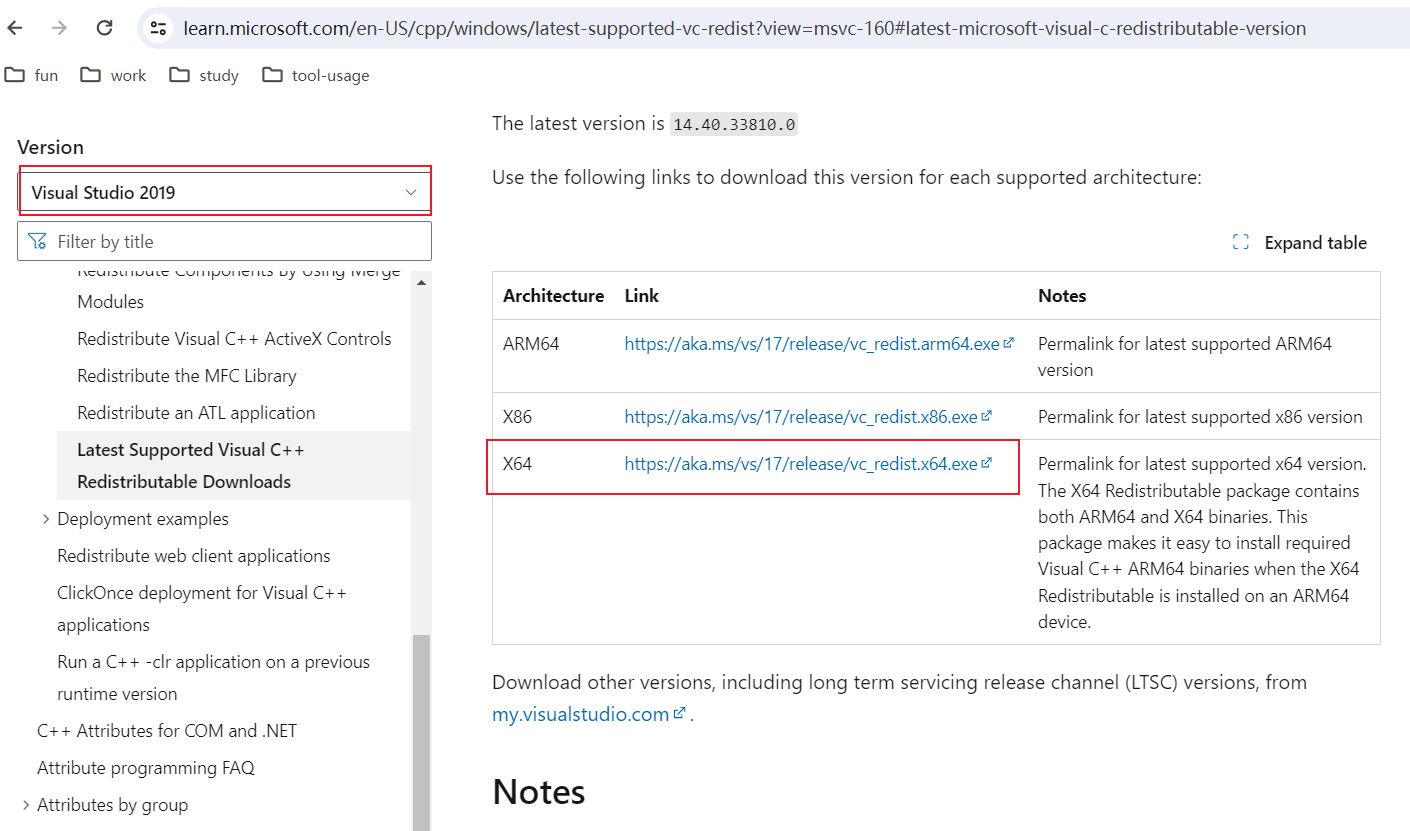 learn.microsoft.com/en-US/cpp/windows/latest-supported-vc-redist?view=msvc-160#latest-microsoft-visual-c-redistributable-version
fun work study tool-usage
Version
Visual Studio 2019
Filter by title
Redistribute Components By Using Merge
Modules
Redistribute Visual C++ ActiveX Controls
Redistribute the MFC Library
Redistribute an ATL application
Latest Supported Visual C++
Redistributable Downloads
Deployment examples
Redistribute web client applications
ClickOnce deployment for Visual C++
applications
Run a C++ -clr application on a previous
runtime version
C++ Attributes for COM and .NET
Attribute programming FAQ
Attributes by group
The latest version is 14.40.33810.0
Use the following links to download this version for each supported architecture:
Expand table
Architecture Link Notes
ARM64 https://aka.ms/vs/17/release/vc_redist.arm64.exe Permalink for latest supported ARM64
version
X86 https://aka.ms/vs/17/release/vc_redist.x86.exe Permalink for latest supported x86 version
X64 https://aka.ms/vs/17/release/vc_redist.x64.exe Permalink for latest supported x64 version.
The X64 Redistributable package contains
both ARM64 and X64 binaries. This
package makes it easy to install required
Visual C++ ARM64 binaries when the X64
Redistributable is installed on an ARM64
device.
Download other versions, including long term servicing release channel (LTSC) versions, from
my.visualstudio.com .
Notes